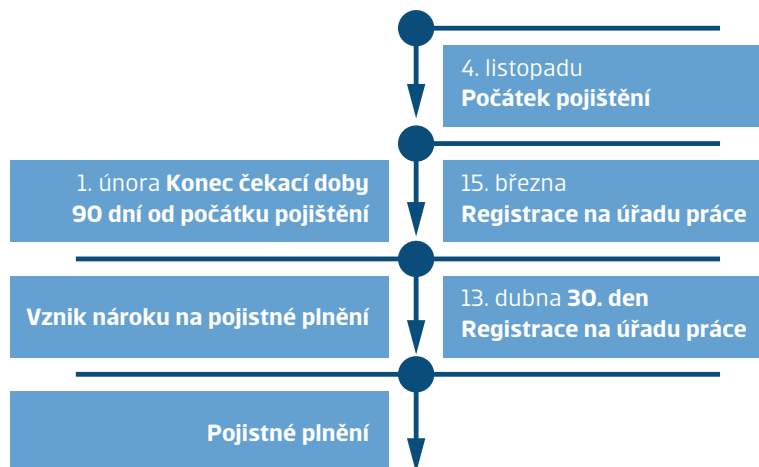 4. listopadu
Počátek pojištění
1. února Konec čekací doby
90 dní od počátku pojištění
15. března
Registrace na úřadu práce
Vznik nároku na pojistné plnění
13. dubna 30. den
Registrace na úřadu práce
Pojistné plnění